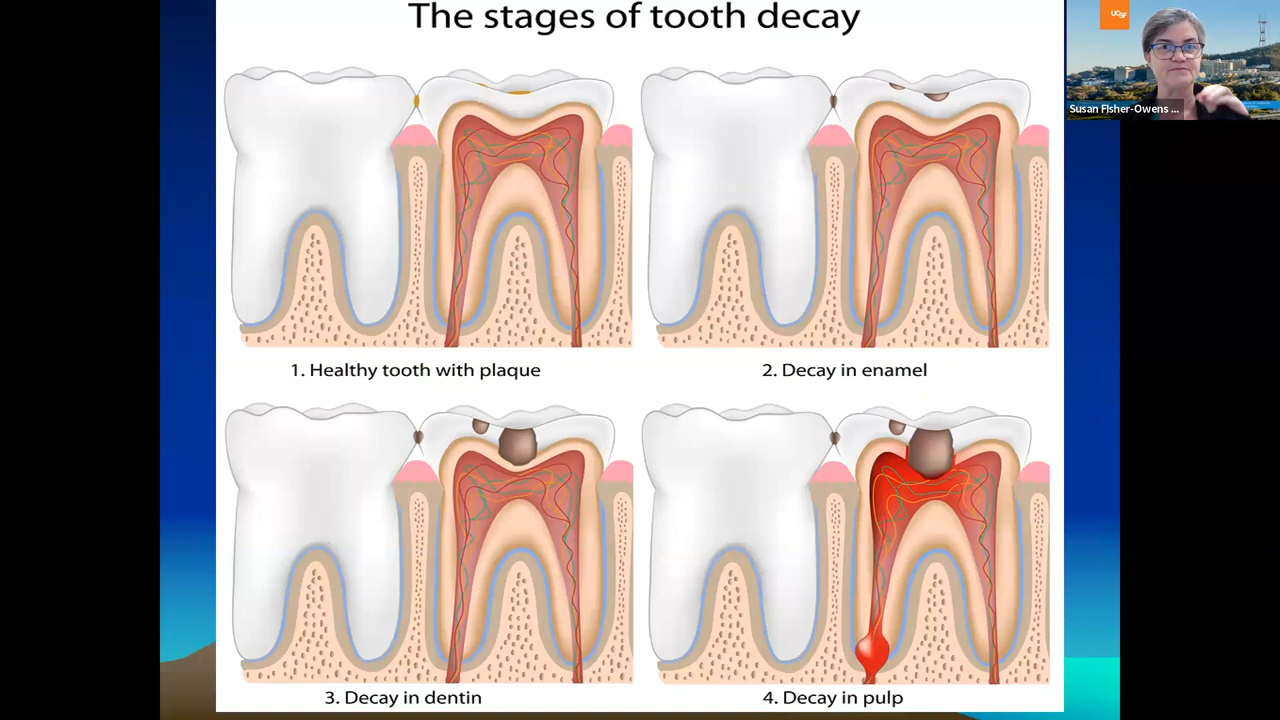 The stages of tooth decay
UCSF
Susan Fisher-Owens ...
1. Healthy tooth with plaque
2. Decay in enamel
3. Decay in dentin
4. Decay in pulp